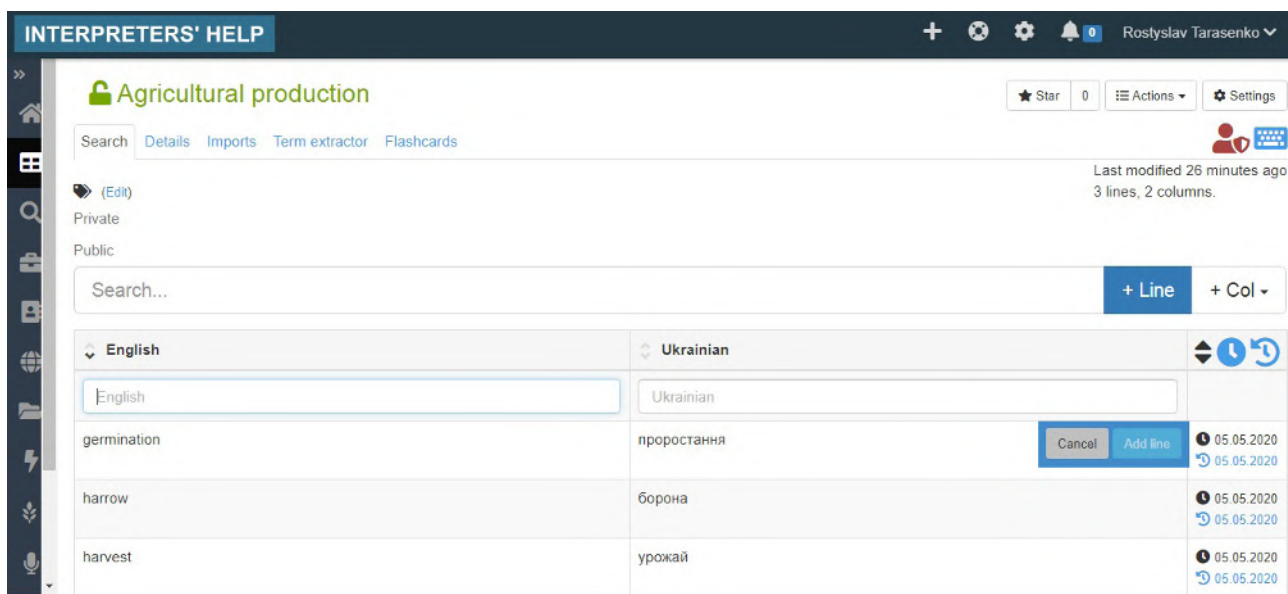 INTERPRETERS' HELP
0 Rostyslav Tarasenko
»
Agricultural production
Star 0 Actions Settings
Search Details Imports Term extractor Flashcards
Last modified 26 minutes ago
3 lines, 2 columns.
(Edit)
Private
Public
Search... + Line + Col
English Ukrainian
English Ukrainian
germination проростання Cancel Add line 05.05.2020
05.05.2020
harrow борона 05.05.2020
05.05.2020
harvest урожай 05.05.2020
05.05.2020